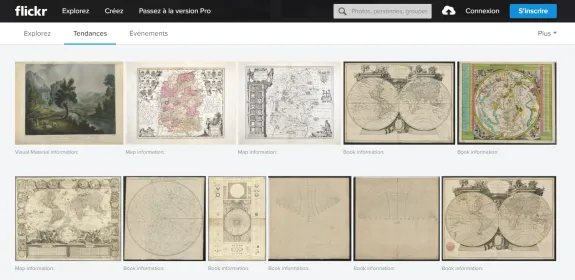 flickr Explorez Créez Passez à la version Pro Photos, personnes, groupes Connexion S'inscrire
Explorez Tendances Événements Plus
Visual Material information: Map information: Map information: Book information: Book information:
Map information: Book information: Book information: Book information: Book information: Book information: